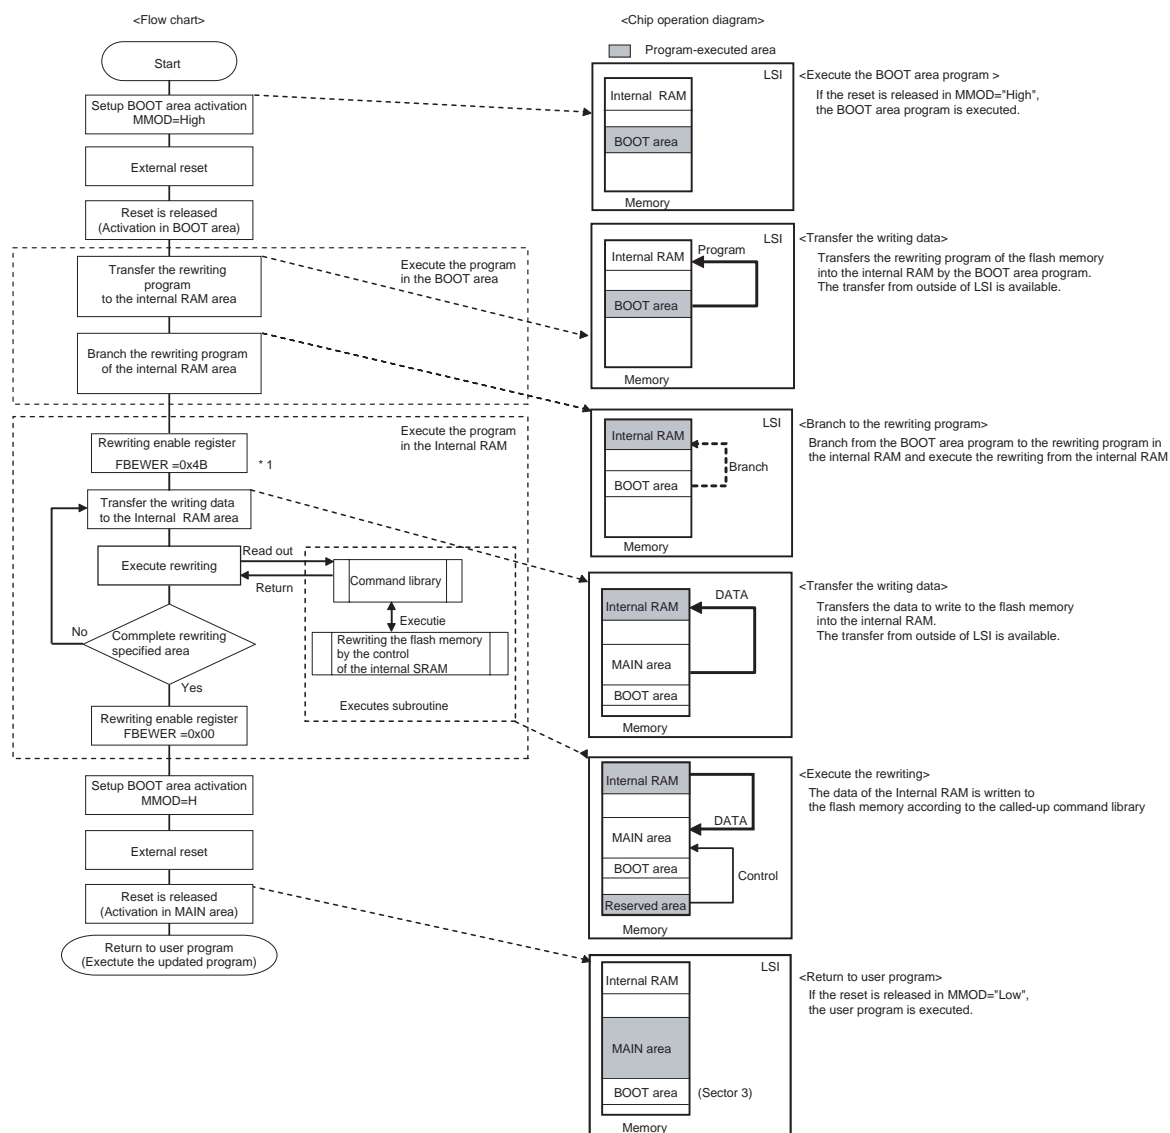 <Flow chart>
Start
Setup BOOT area activation
MMOD=High
External reset
Reset is released
(Activation in BOOT area)
Transfer the rewriting
program
to the internal RAM area
Execute the program
in the BOOT area
Branch the rewriting program
of the internal RAM area
Execute the program
in the Internal RAM
Rewriting enable register
FBEWER =0x4B
* 1
Transfer the writing data
to the Internal RAM area
Execute rewriting
Read out
Return
Command library
Executie
Rewriting the flash memory
by the control
of the internal SRAM
Executes subroutine
No
Commplete rewriting
specified area
Yes
Rewriting enable register
FBEWER =0x00
Setup BOOT area activation
MMOD=H
External reset
Reset is released
(Activation in MAIN area)
Return to user program
(Exectute the updated program)
<Chip operation diagram>
Program-executed area
LSI
Internal RAM
BOOT area
Memory
<Execute the BOOT area program >
If the reset is released in MMOD="High",
the BOOT area program is executed.
LSI
Internal RAM
Program
BOOT area
Memory
<Transfer the writing data>
Transfers the rewriting program of the flash memory
into the internal RAM by the BOOT area program.
The transfer from outside of LSI is available.
LSI
Internal RAM
Branch
BOOT area
Memory
<Branch to the rewriting program>
Branch from the BOOT area program to the rewriting program in
the internal RAM and execute the rewriting from the internal RAM
LSI
DATA
Internal RAM
MAIN area
BOOT area
Memory
<Transfer the writing data>
Transfers the data to write to the flash memory
into the internal RAM.
The transfer from outside of LSI is available.
LSI
Internal RAM
DATA
MAIN area
BOOT area
Control
Reserved area
Memory
<Execute the rewriting>
The data of the Internal RAM is written to
the flash memory according to the called-up command library
LSI
Internal RAM
MAIN area
BOOT area
(Sector 3)
Memory
<Return to user program>
If the reset is released in MMOD="Low",
the user program is executed.